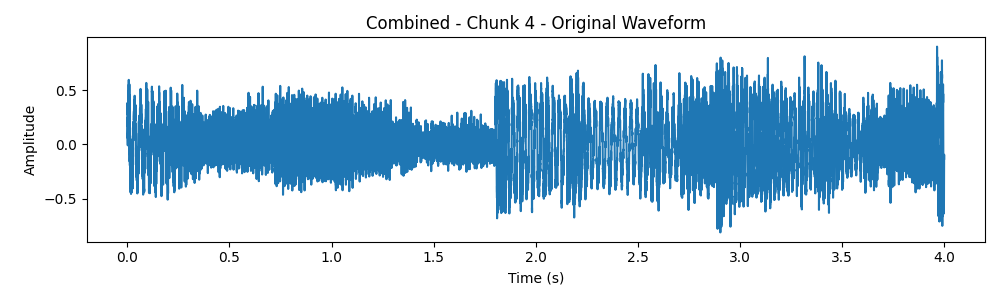 Combined - Chunk 4 - Original Waveform
Amplitude
0.5
0.0
−0.5
0.0 0.5 1.0 1.5 2.0 2.5 3.0 3.5 4.0
Time (s)